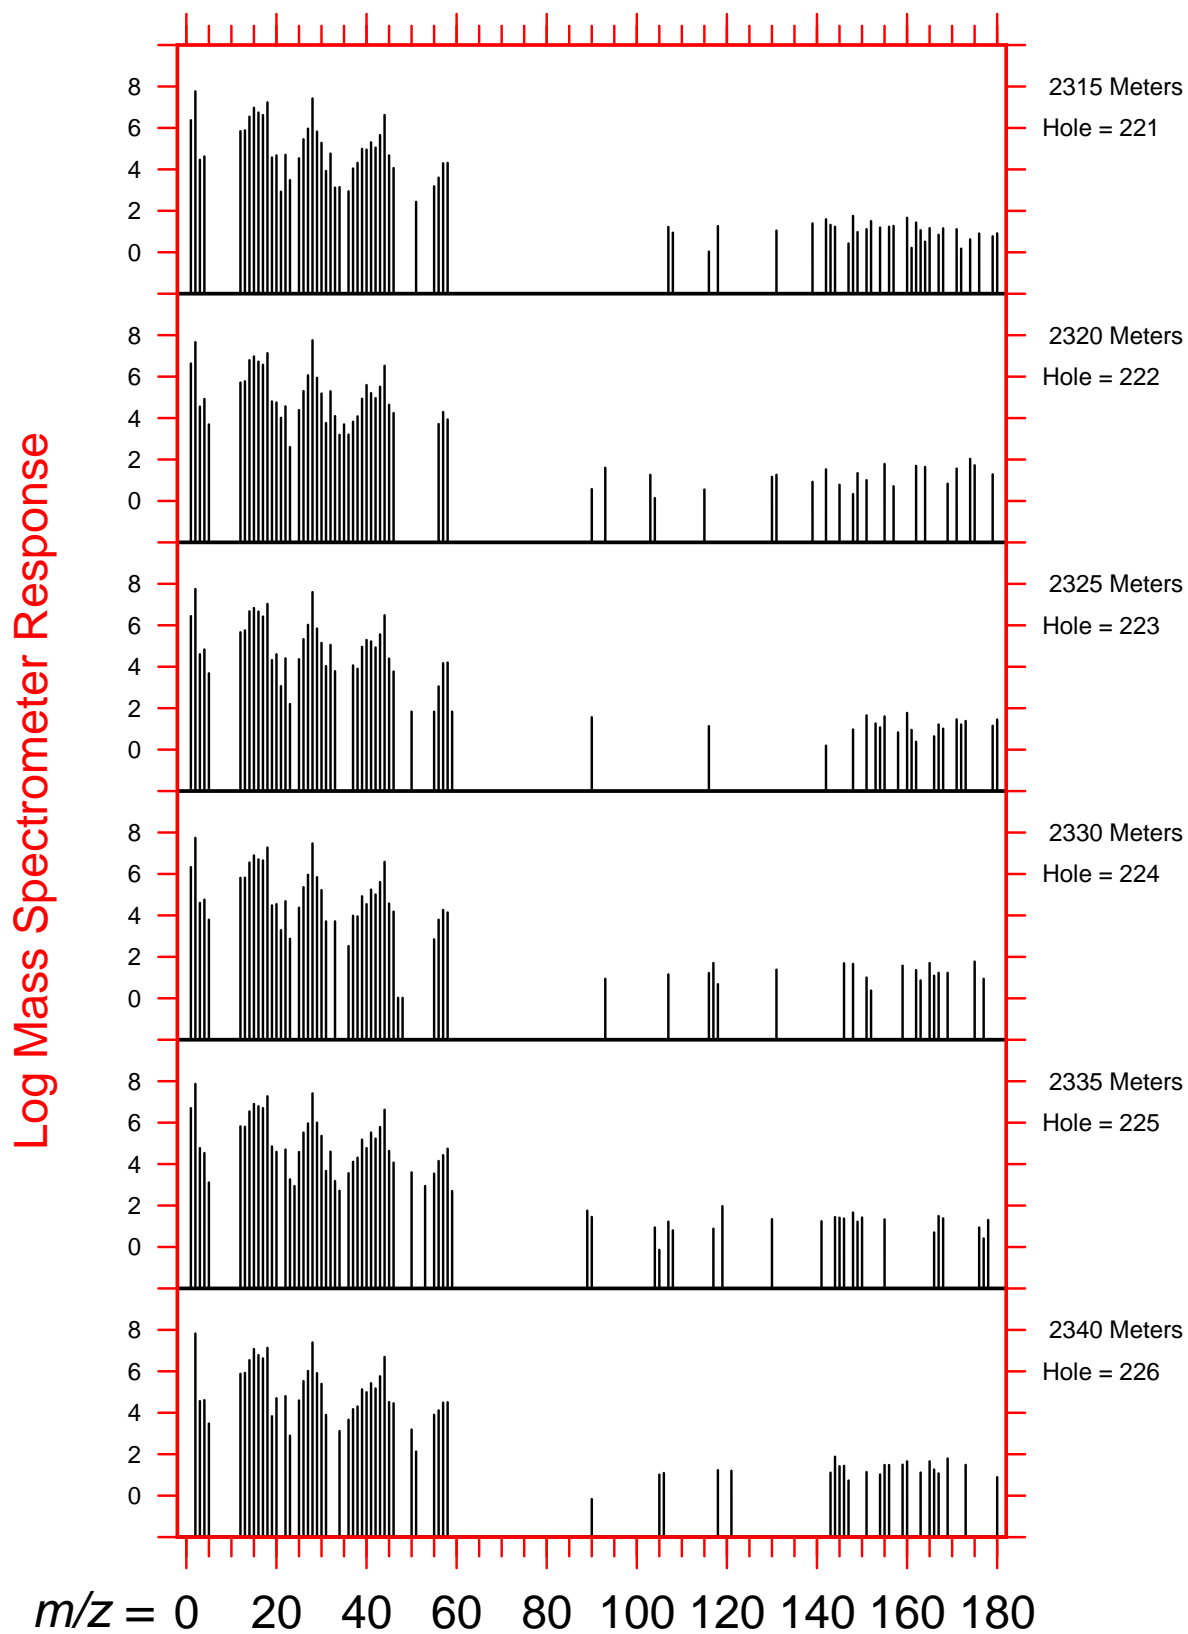 8
6
4
2
0
2315 Meters
Hole = 221
8
6
4
2
0
2320 Meters
Hole = 222
8
6
4
2
0
2325 Meters
Hole = 223
8
6
4
2
0
2330 Meters
Hole = 224
8
6
4
2
0
2335 Meters
Hole = 225
8
6
4
2
0
2340 Meters
Hole = 226
Log Mass Spectrometer Response
m/z = 0 20 40 60 80 100 120 140 160 180